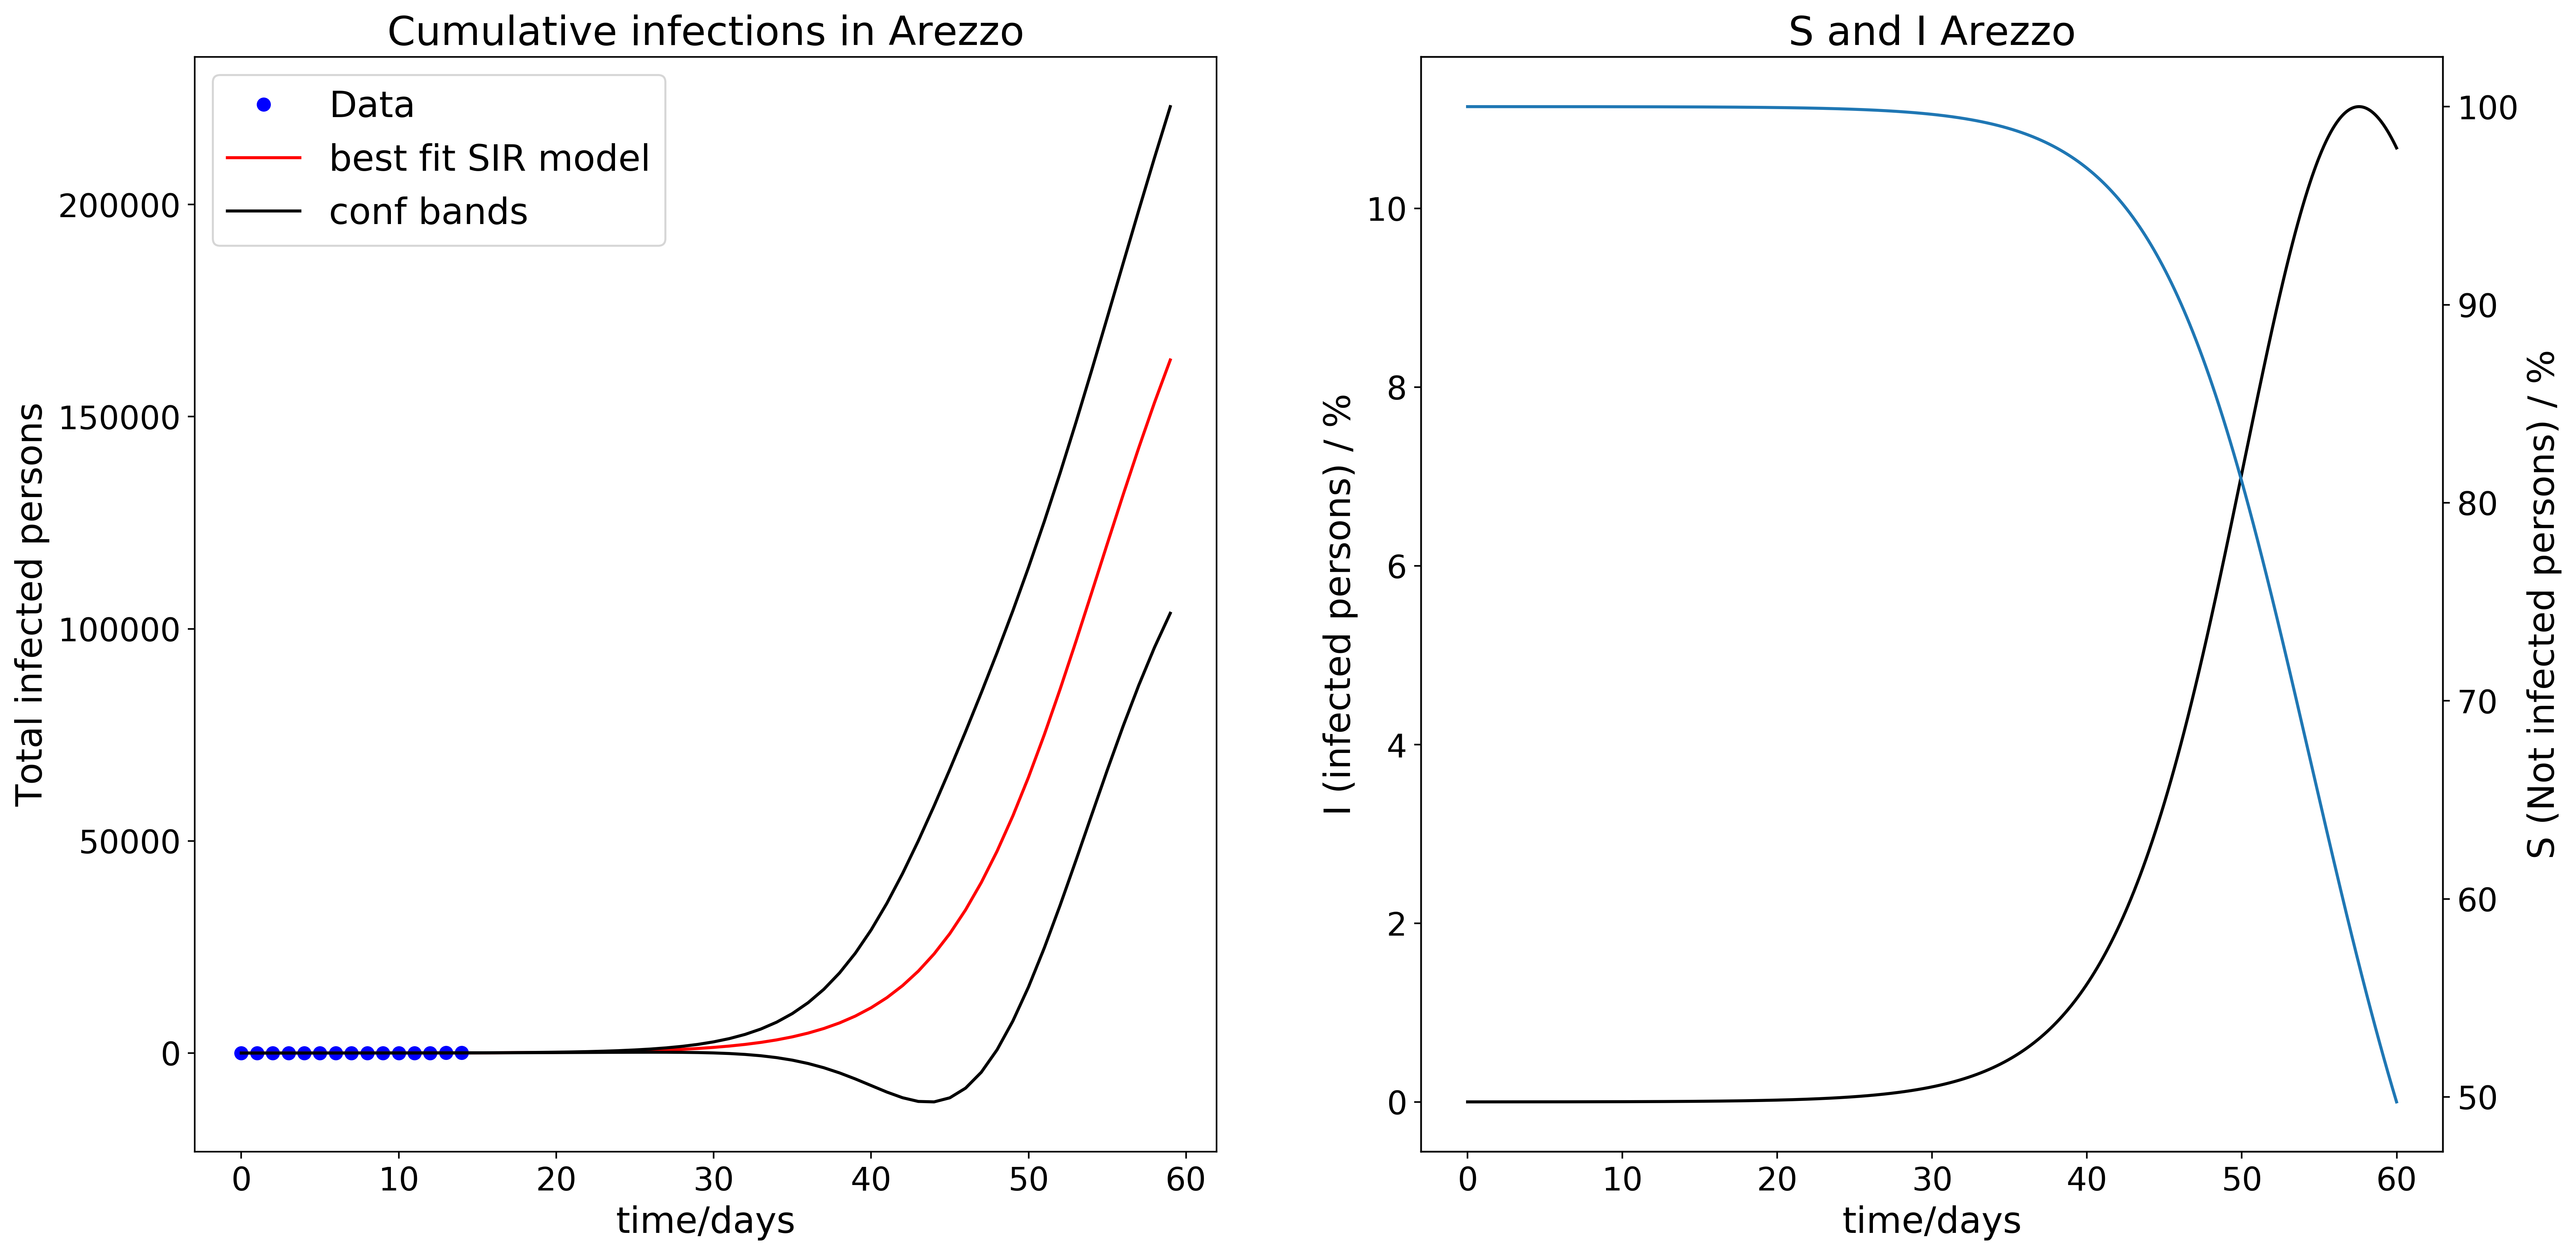 Cumulative infections in Arezzo
Data
best fit SIR model
conf bands
Total infected persons
200000
150000
100000
50000
0
0 10 20 30 40 50 60
time/days
S and I Arezzo
I (infected persons) / %
10
8
6
4
2
0
S (Not infected persons) / %
100
90
80
70
60
50
0 10 20 30 40 50 60
time/days